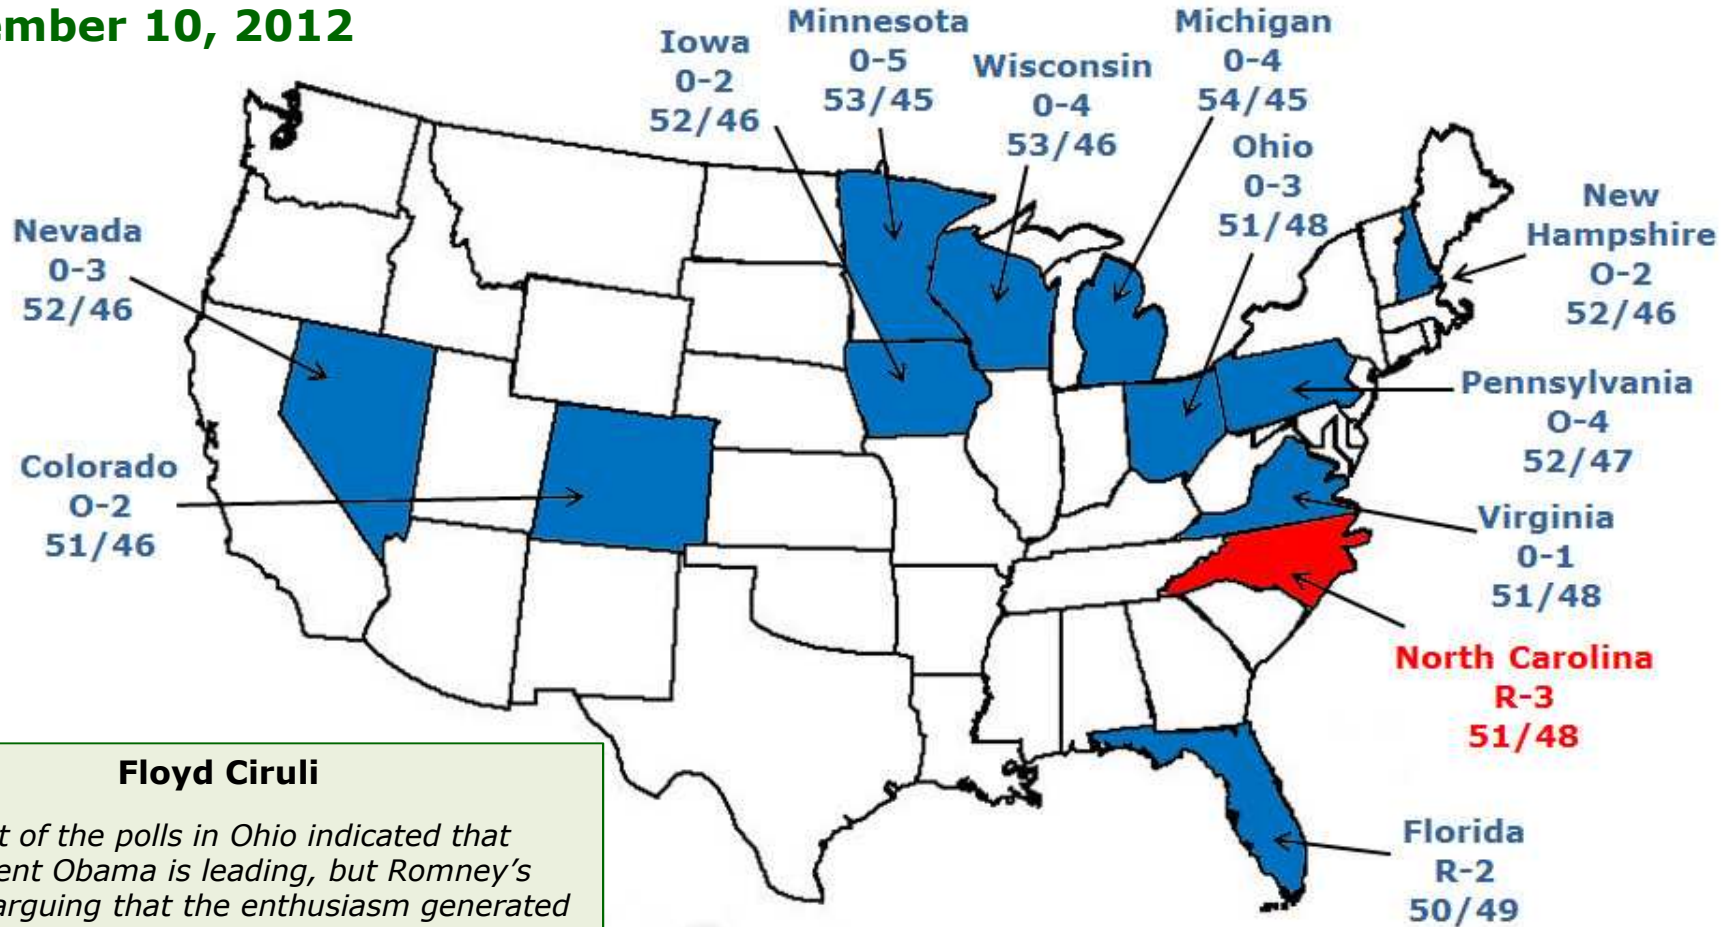 ember 10, 2012
Iowa
0-2
52/46
Minnesota
0-5
53/45
Wisconsin
0-4
53/46
Michigan
0-4
54/45
Ohio
0-3
51/48
New
Hampshire
O-2
52/46
Nevada
0-3
52/46
Pennsylvania
O-4
52/47
Colorado
O-2
51/46
Virginia
0-1
51/48
North Carolina
R-3
51/48
Florida
R-2
50/49
Floyd Ciruli
t of the polls in Ohio indicated that
ent Obama is leading, but Romney’s
arguing that the enthusiasm generated